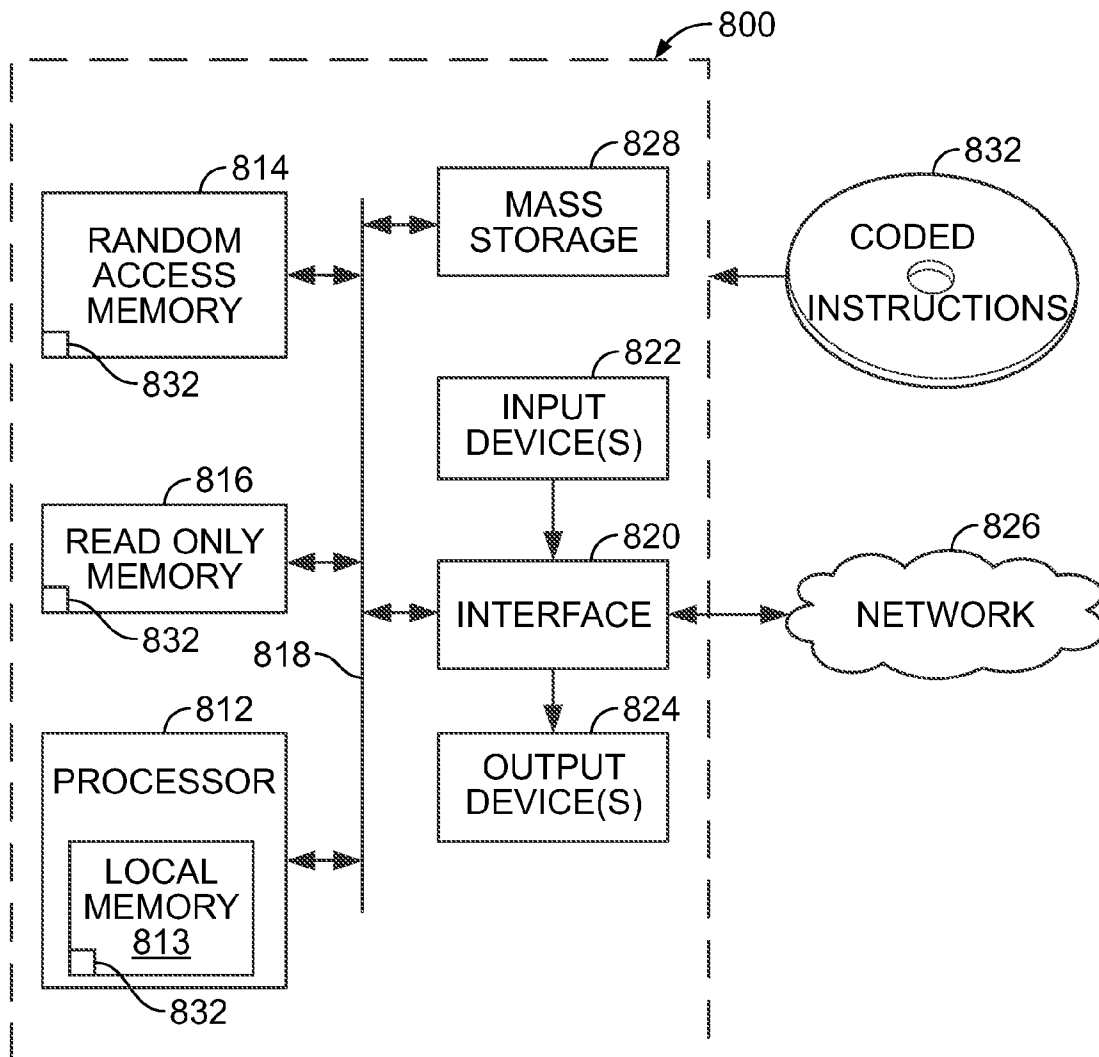 800
814
RANDOM
ACCESS
MEMORY
832
828
MASS
STORAGE
832
CODED
INSTRUCTIONS
822
INPUT
DEVICE(S)
816
READ ONLY
MEMORY
832
820
INTERFACE
826
NETWORK
818
812
PROCESSOR
LOCAL
MEMORY
813
832
824
OUTPUT
DEVICE(S)